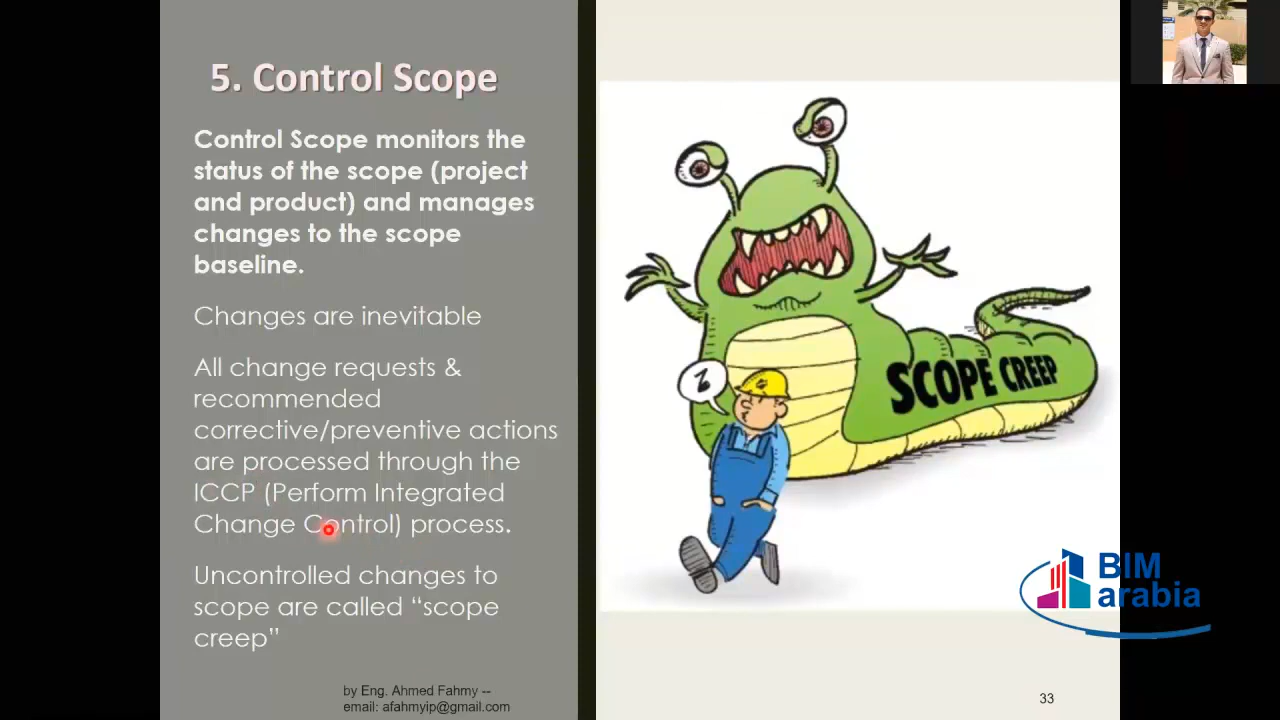 5. Control Scope
Control Scope monitors the
status of the scope (project
and product) and manages
changes to the scope
baseline.
Changes are inevitable
All change requests &
recommended
corrective/preventive actions
are processed through the
ICCP (Perform Integrated
Change Control) process.
Uncontrolled changes to
scope are called “scope
creep”
by Eng. Ahmed Fahmy --
email: afahmyip@gmail.com
SCOPE CREEP
BIM
arabia
33